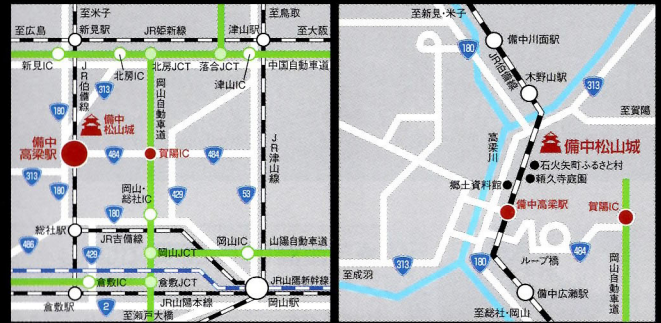 至米子
至鳥取
至広島
新見駅
JR姫新線
津山駅
至大阪
新見IC
北房IC
北房JCT
落合JCT
津山IC
中国自動車道
JR伯備線
313
180
岡山自動車道
JR津山線
備中
松山城
備中
高梁駅
484
賀陽IC
484
313
180
429
53
岡山・
総社IC
180
総社駅
JR吉備線
486
429
岡山JCT
岡山IC
山陽自動車道
倉敷IC
倉敷JCT
JR山陽新幹線
倉敷駅
2
JR山陽本線
岡山駅
至瀬戸大橋
至新見・米子
180
備中川面駅
JR伯備線
木野山駅
313
至賀陽
高梁川
備中松山城
石火矢町ふるさと村
頼久寺庭園
郷土資料館
備中高梁駅
賀陽IC
484
ループ橋
313
180
至成羽
岡山自動車道
備中広瀬駅
至総社・岡山